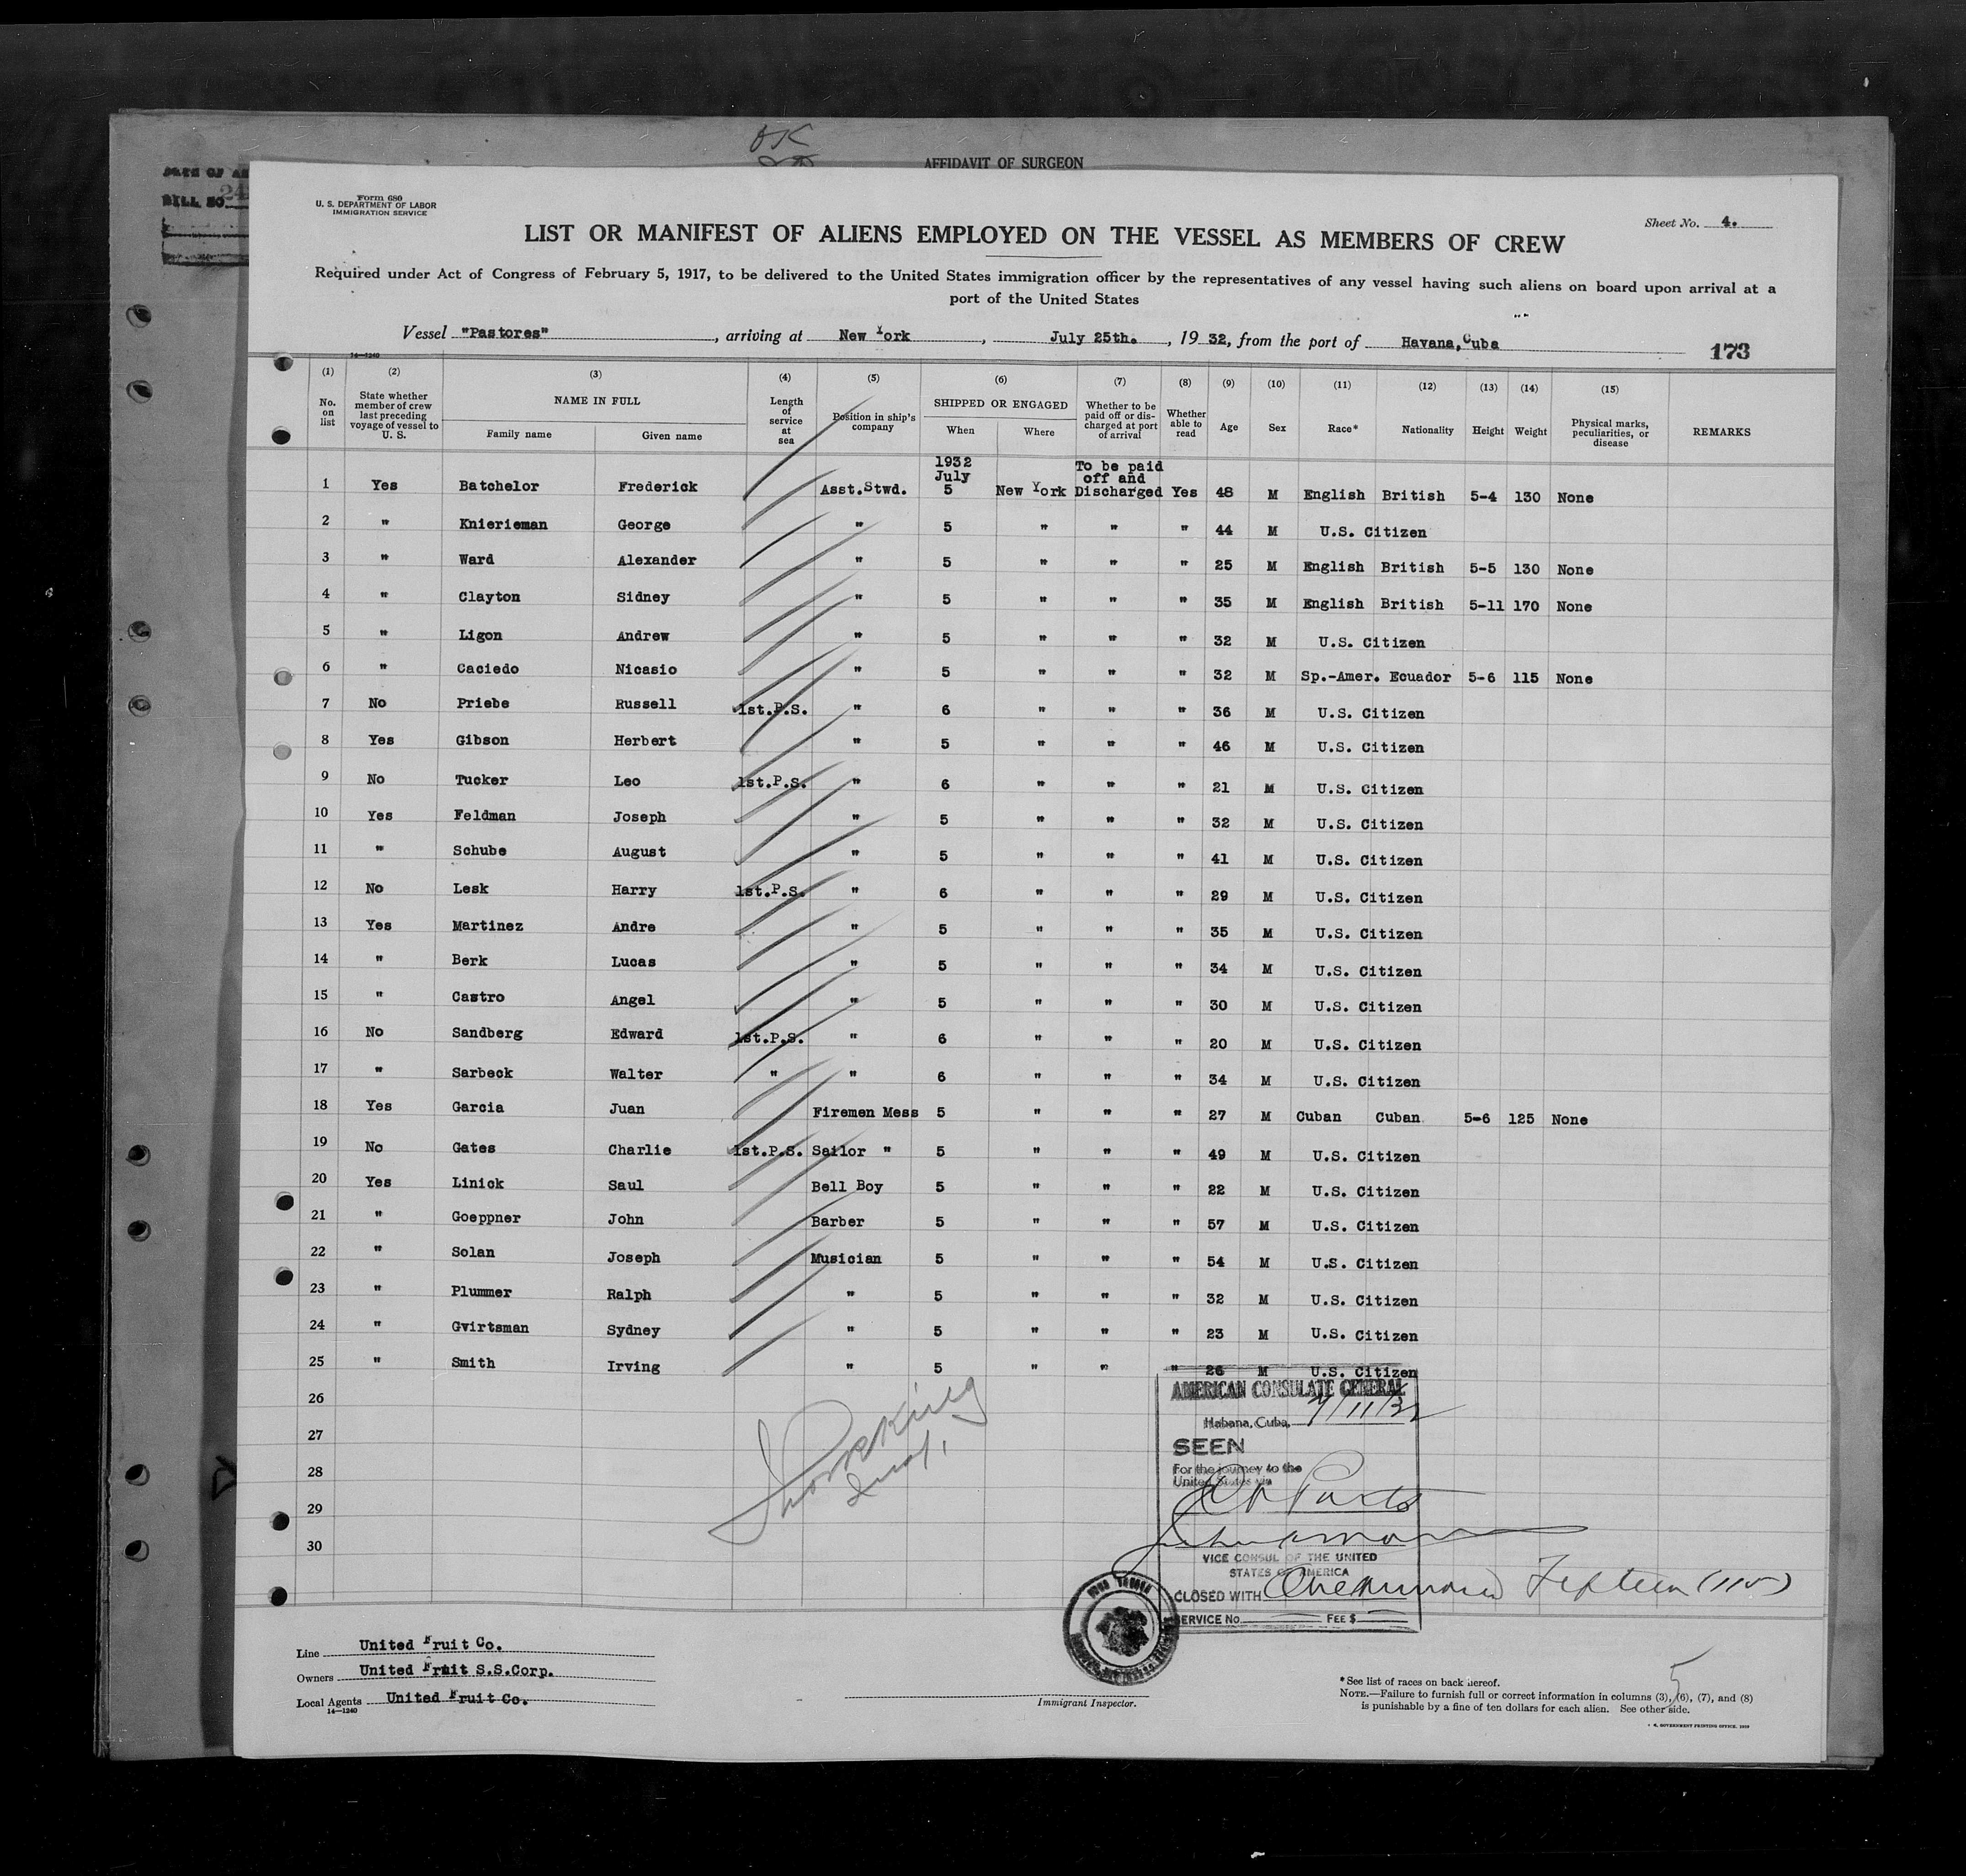 OK
AFFIDAVIT OF SURGEON
BILL NO. 24
Form 680
U. S. DEPARTMENT OF LABOR
IMMIGRATION SERVICE
Sheet No. 4.
LIST OR MANIFEST OF ALIENS EMPLOYED ON THE VESSEL AS MEMBERS OF CREW
Required under Act of Congress of February 5, 1917, to be delivered to the United States immigration officer by the representatives of any vessel having such aliens on board upon arrival at a
port of the United States
Vessel "Pastores", arriving at New York, July 25th., 1932, from the port of Havana, Cuba
173
14—1240
(1) (2) (3) (4) (5) (6) (7) (8) (9) (10) (11) (12) (13) (14) (15)
No. on list State whether member of crew last preceding voyage of vessel to U. S. NAME IN FULL Family name Given name Length of service at sea Position in ship's company SHIPPED OR ENGAGED When Where Whether to be paid off or discharged at port of arrival Whether able to read Age Sex Race* Nationality Height Weight Physical marks, peculiarities, or disease REMARKS
1932 To be paid
July off and
1 Yes Batchelor Frederick Asst.Stwd. 5 New York Discharged Yes 48 M English British 5-4 130 None
2 " Knierieman George " 5 " " " 44 M U.S. Citizen
3 " Ward Alexander " 5 " " " 25 M English British 5-5 130 None
4 " Clayton Sidney " 5 " " " 35 M English British 5-11 170 None
5 " Ligon Andrew " 5 " " " 32 M U.S. Citizen
6 " Caciedo Nicasio " 5 " " " 32 M Sp.-Amer. Ecuador 5-6 115 None
7 No Priebe Russell 1st.P.S. " 6 " " " 36 M U.S. Citizen
8 Yes Gibson Herbert " 5 " " " 46 M U.S. Citizen
9 No Tucker Leo 1st.P.S. " 6 " " " 21 M U.S. Citizen
10 Yes Feldman Joseph " 5 " " " 32 M U.S. Citizen
11 " Schube August " 5 " " " 41 M U.S. Citizen
12 No Lesk Harry 1st.P.S. " 6 " " " 29 M U.S. Citizen
13 Yes Martinez Andre " 5 " " " 35 M U.S. Citizen
14 " Berk Lucas " 5 " " " 34 M U.S. Citizen
15 " Castro Angel " 5 " " " 30 M U.S. Citizen
16 No Sandberg Edward 1st.P.S. " 6 " " " 20 M U.S. Citizen
17 " Sarbeck Walter " " 6 " " " 34 M U.S. Citizen
18 Yes Garcia Juan Firemen Mess 5 " " " 27 M Cuban Cuban 5-6 125 None
19 No Gates Charlie 1st.P.S. Sailor " 5 " " " 49 M U.S. Citizen
20 Yes Linick Saul Bell Boy 5 " " " 22 M U.S. Citizen
21 " Goeppner John Barber 5 " " " 57 M U.S. Citizen
22 " Solan Joseph Musician 5 " " " 54 M U.S. Citizen
23 " Plummer Ralph " 5 " " " 32 M U.S. Citizen
24 " Gvirtsman Sydney " 5 " " " 23 M U.S. Citizen
25 " Smith Irving " 5 " " " 26 M U.S. Citizen
26
27
28
29
30
AMERICAN CONSULATE GENERAL
Habana, Cuba,
SEEN
For the journey to the
United States via
VICE CONSUL OF THE UNITED
STATES OF AMERICA
CLOSED WITH One Hundred Fifteen (115)
SERVICE No. FEE $
Line United Fruit Co.
Owners United Fruit S.S.Corp.
Local Agents United Fruit Co.
14—1240
Immigrant Inspector.
5
* See list of races on back hereof.
NOTE.—Failure to furnish full or correct information in columns (3), (6), (7), and (8)
is punishable by a fine of ten dollars for each alien. See other side.